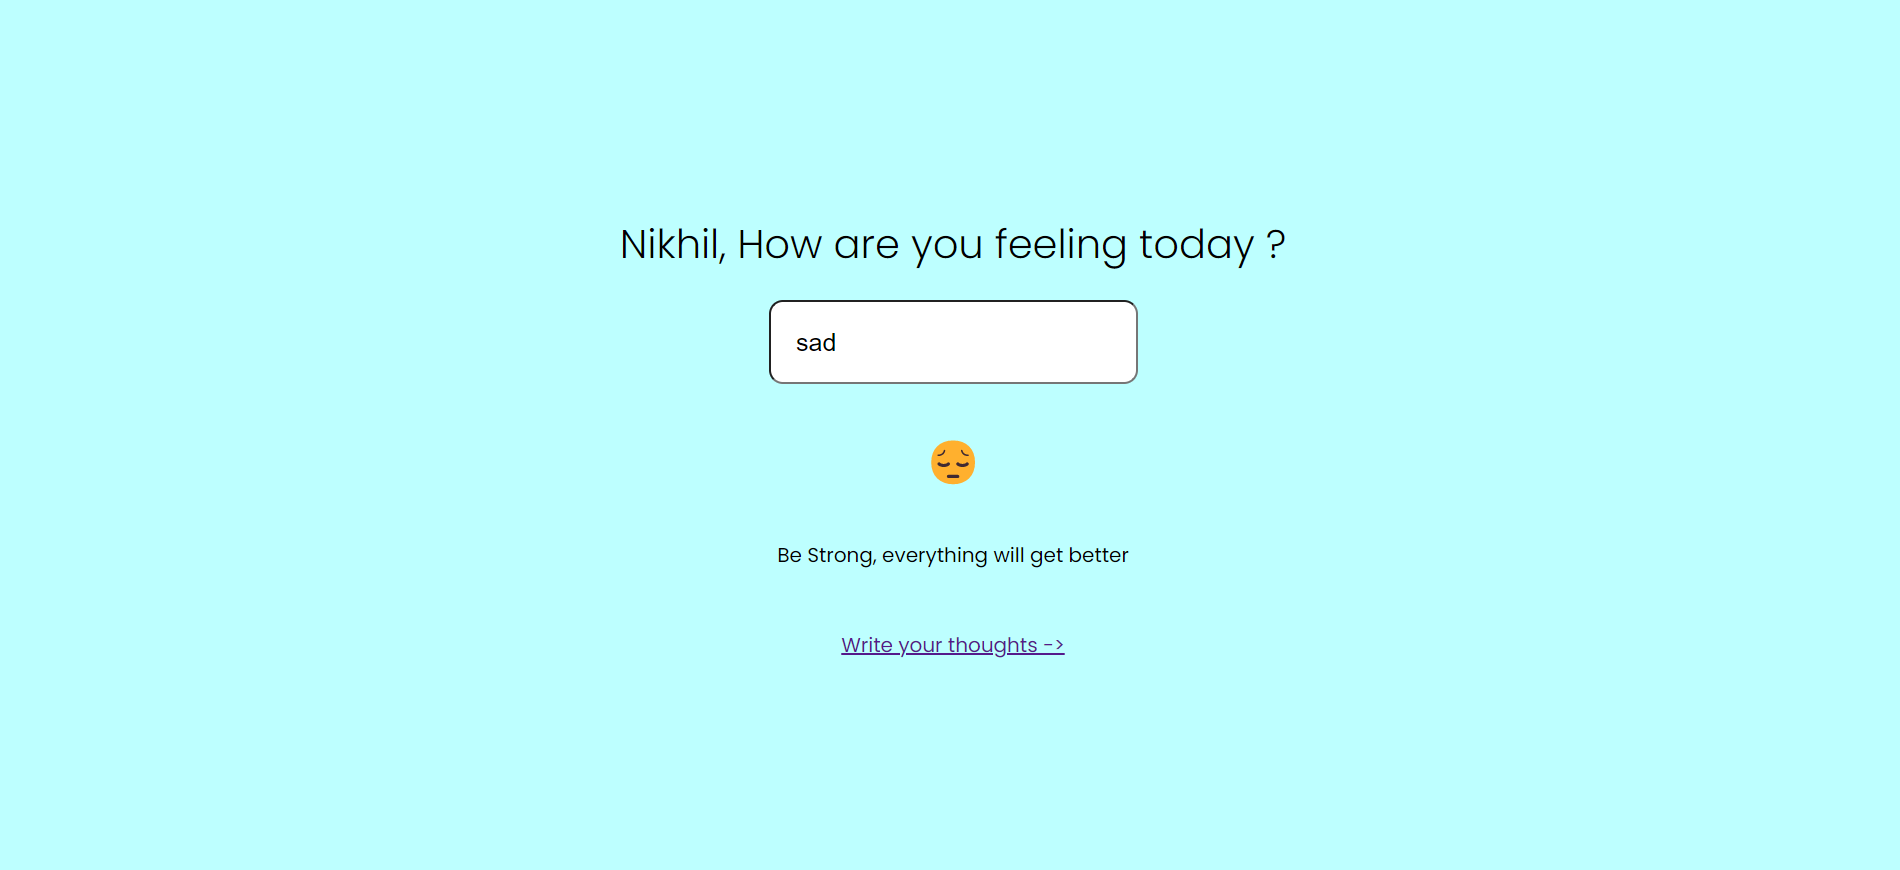 Nikhil, How are you feeling today ?
sad
Be Strong, everything will get better
Write your thoughts ->